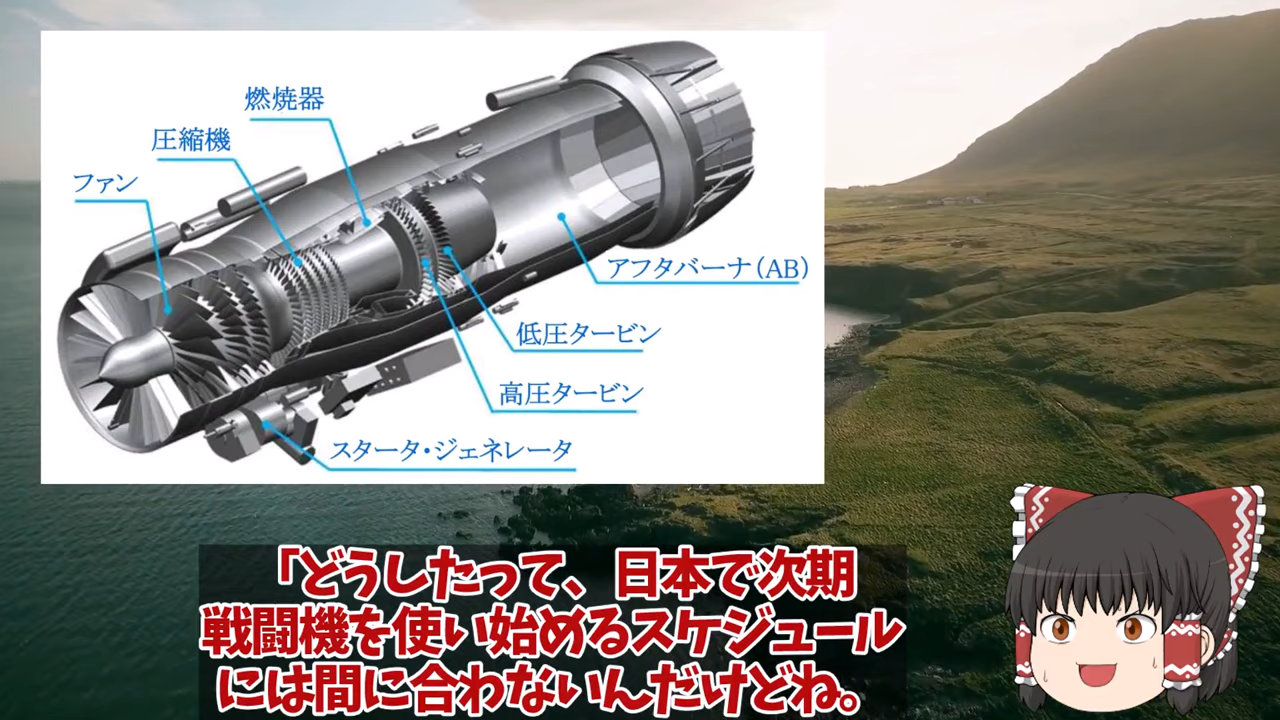 燃焼器
圧縮機
ファン
アフタバーナ(AB)
低圧タービン
高圧タービン
スタータ・ジェネレータ
「どうしたって、日本で次期
戦闘機を使い始めるスケジュール
には間に合わないんだけどね。